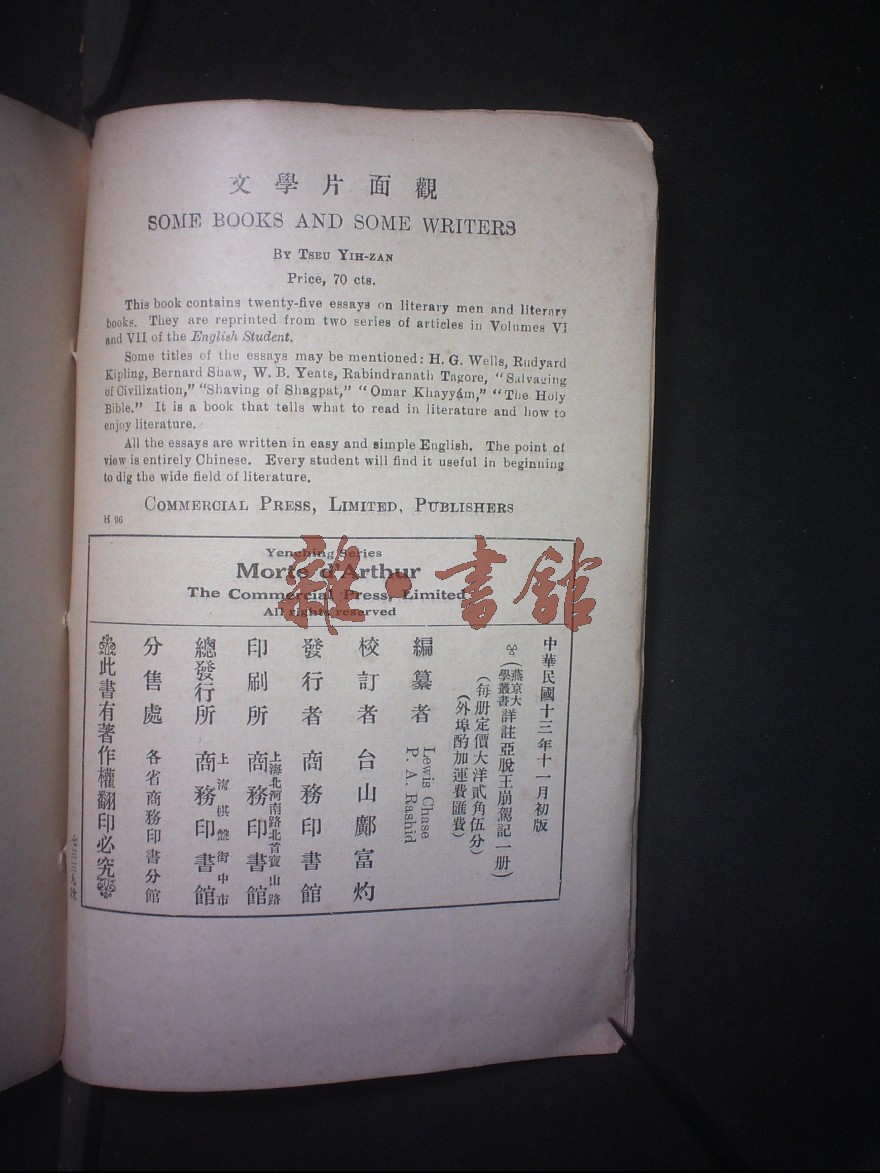 文學片面觀
SOME BOOKS AND SOME WRITERS
BY TSEU YIH-ZAN
Price, 70 cts.
This book contains twenty-five essays on literary men and literary
books. They are reprinted from two series of articles in Volumes VI
and VII of the English Student.
Some titles of the essays may be mentioned: H. G. Wells, Rudyard
Kipling, Bernard Shaw, W. B. Yeats, Rabindranath Tagore, "Salvaging
of Civilization," "Shaving of Shagpat," "Omar Khayyám," "The Holy
Bible." It is a book that tells what to read in literature and how to
enjoy literature.
All the essays are written in easy and simple English. The point of
view is entirely Chinese. Every student will find it useful in beginning
to dig the wide field of literature.
COMMERCIAL PRESS, LIMITED, PUBLISHERS
H 96
Yenching Series
Morte d'Arthur
The Commercial Press, Limited
All rights reserved
雜·書館
中華民國十三年十一月初版
(燕京大學叢書)詳註亞脫王崩駕記一册
(每册定價大洋貳角伍分)
(外埠酌加運費匯費)
編纂者 Lewis Chase
P. A. Rashid
校訂者 台山鄺富灼
發行者 商務印書館
印刷所 上海北河南路北首寶山路
商務印書館
總發行所 上海棋盤街中市
商務印書館
分售處 各省商務印書分館
此書有著作權翻印必究